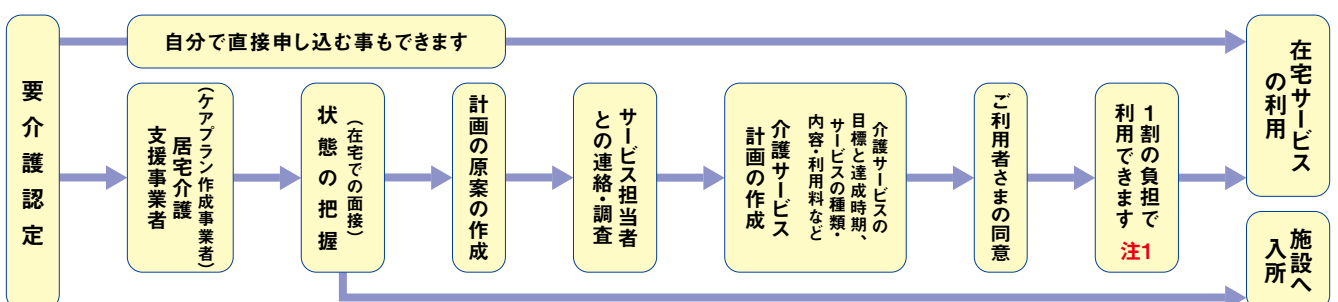 自分で直接申し込む事もできます
要介護認定
(ケアプラン作成事業者)
居宅介護
支援事業者
(在宅での面接)
状態の把握
計画の原案の作成
サービス担当者
との連絡・調査
介護サービスの
目標と達成時期、
サービスの種類・
内容・利用料など
介護サービス
計画の作成
ご利用者さまの同意
1割の負担で
利用できます
注1
在宅サービス
の利用
施設へ
入所